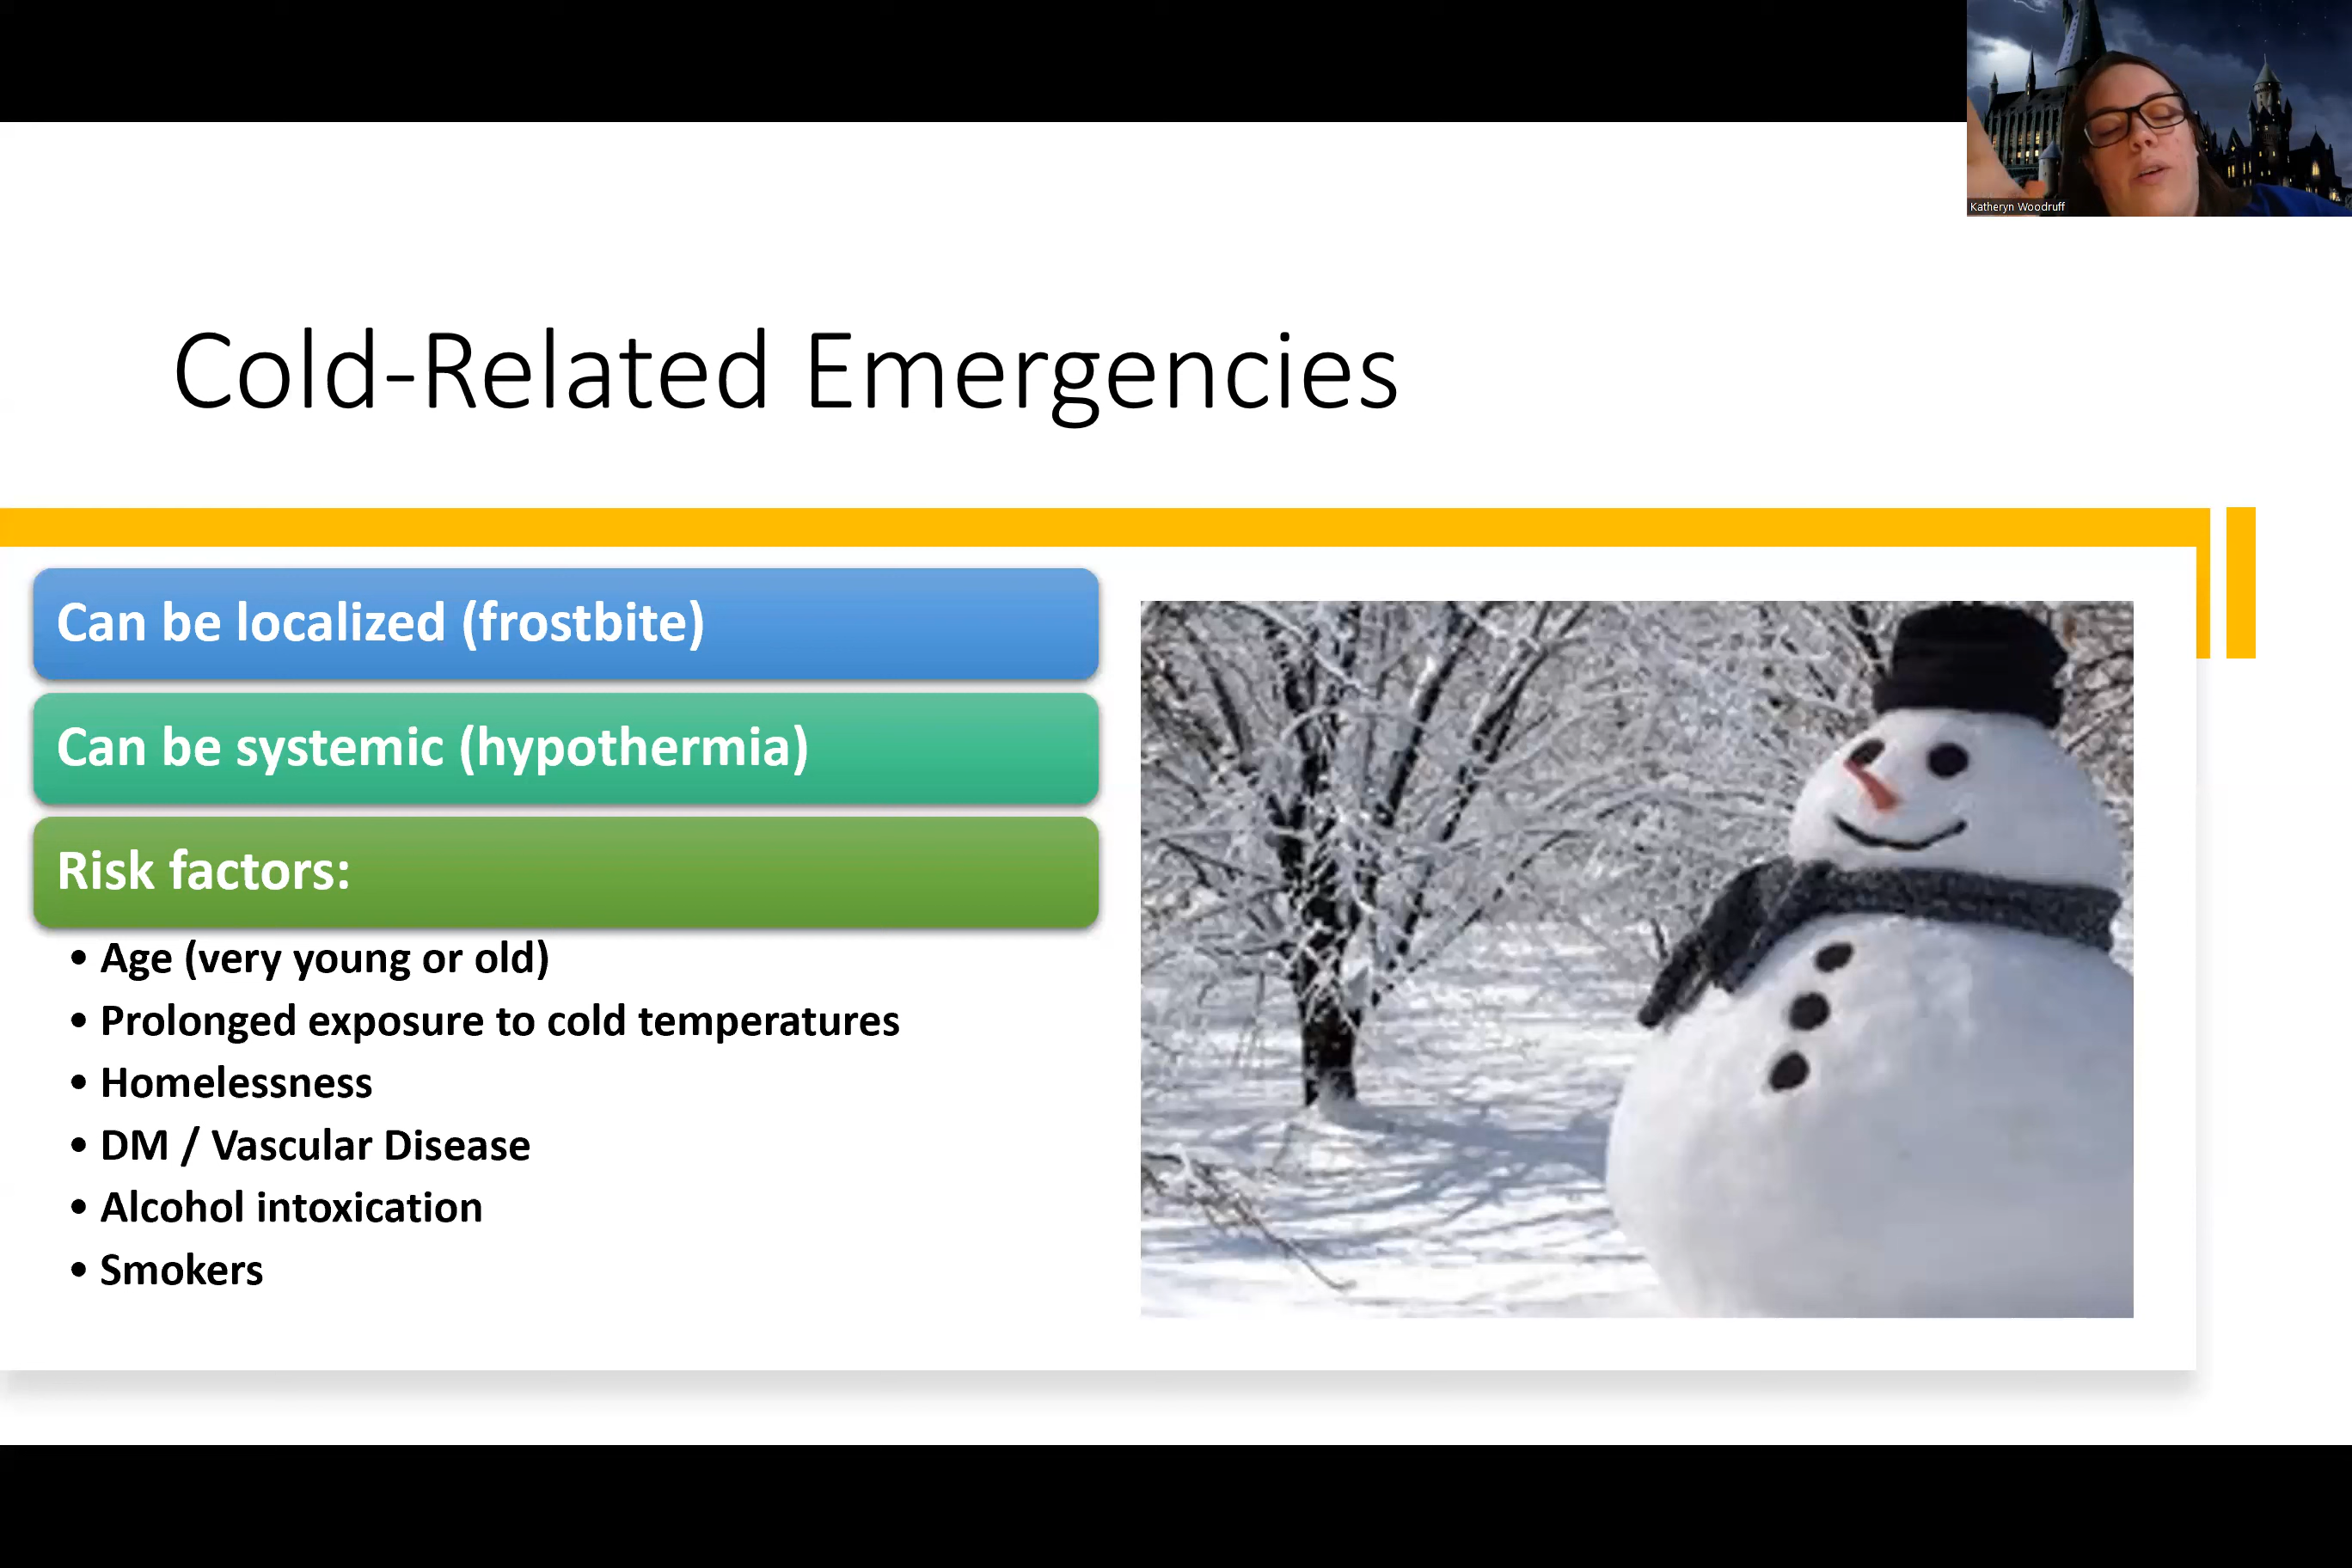 Katheryn Woodruff
Cold-Related Emergencies
Can be localized (frostbite)
Can be systemic (hypothermia)
Risk factors:
• Age (very young or old)
• Prolonged exposure to cold temperatures
• Homelessness
• DM / Vascular Disease
• Alcohol intoxication
• Smokers